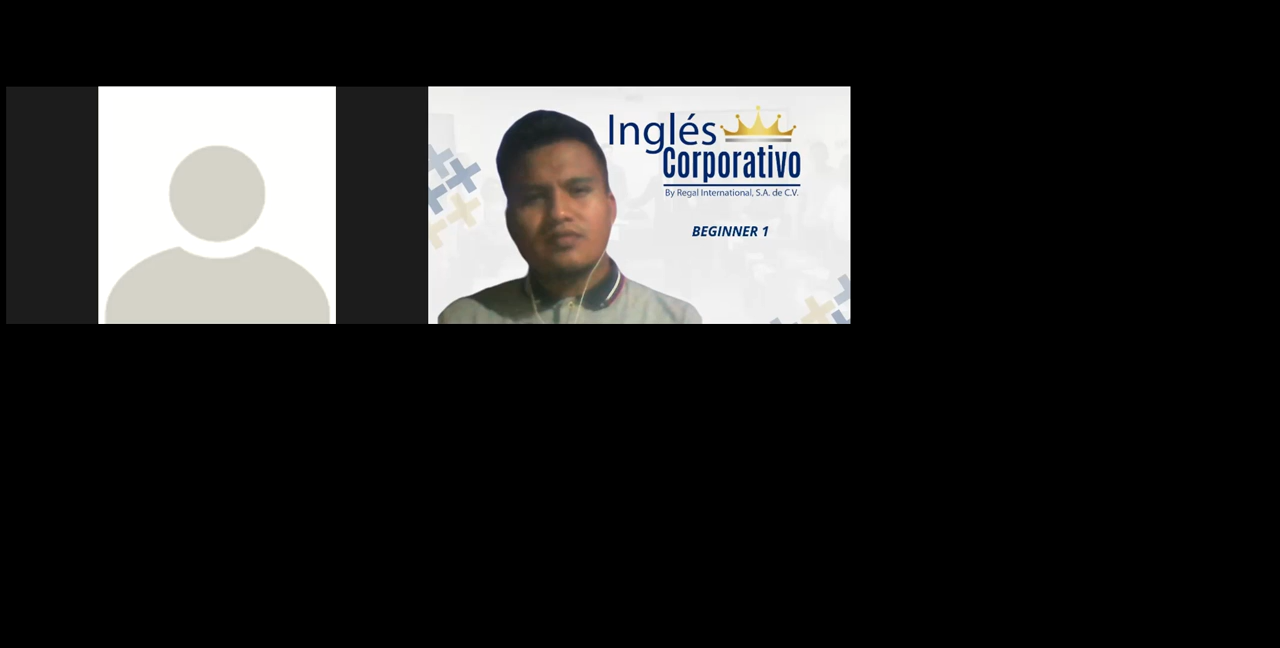 Inglés
Corporativo
By Regal International, S.A. de C.V.
BEGINNER 1